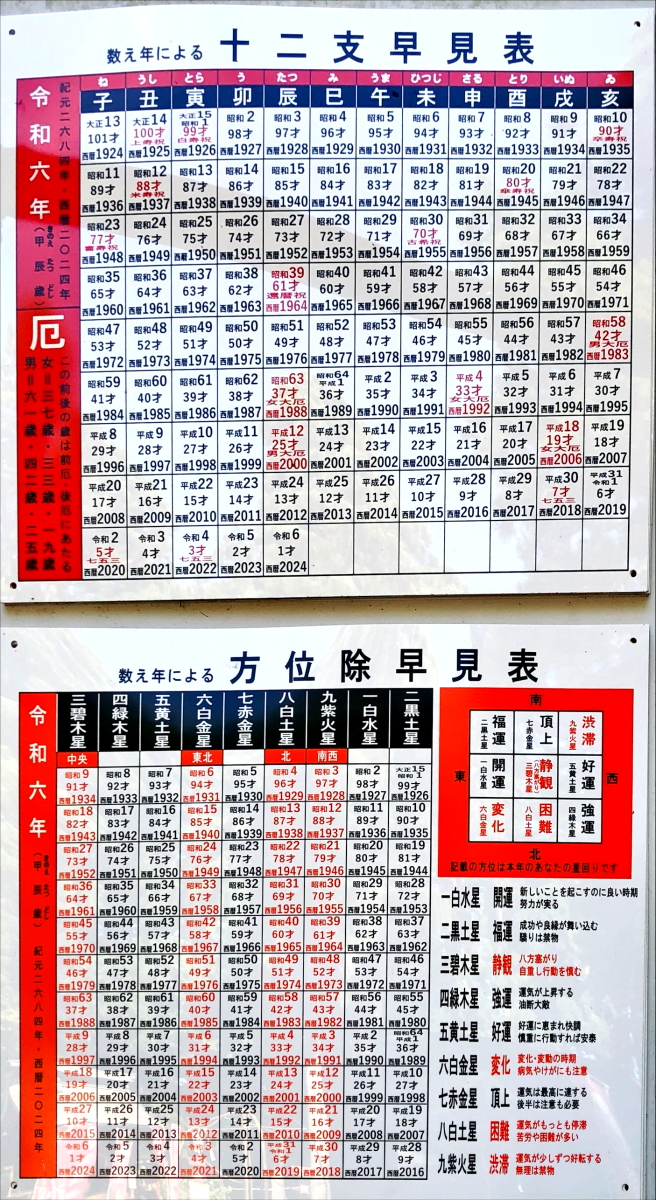 数え年による 十二支早見表
令和六年(甲辰歳)
きのえ たつ どし
紀元二六八四年・西暦二〇二四年
厄
この前後の歳は前厄・後厄にあたる
女=三七歳・三三歳・一九歳
男=六一歳・四二歳・二五歳
ね うし とら う たつ み うま ひつじ さる とり いぬ ゐ
子 丑 寅 卯 辰 巳 午 未 申 酉 戌 亥
大正13 大正14 大正15 昭和1 昭和2 昭和3 昭和4 昭和5 昭和6 昭和7 昭和8 昭和9 昭和10
101才 100才 99才 98才 97才 96才 95才 94才 93才 92才 91才 90才
上寿祝 白寿祝 卒寿祝
西暦1924 西暦1925 西暦1926 西暦1927 西暦1928 西暦1929 西暦1930 西暦1931 西暦1932 西暦1933 西暦1934 西暦1935
昭和11 昭和12 昭和13 昭和14 昭和15 昭和16 昭和17 昭和18 昭和19 昭和20 昭和21 昭和22
89才 88才 87才 86才 85才 84才 83才 82才 81才 80才 79才 78才
米寿祝 傘寿祝
西暦1936 西暦1937 西暦1938 西暦1939 西暦1940 西暦1941 西暦1942 西暦1943 西暦1944 西暦1945 西暦1946 西暦1947
昭和23 昭和24 昭和25 昭和26 昭和27 昭和28 昭和29 昭和30 昭和31 昭和32 昭和33 昭和34
77才 76才 75才 74才 73才 72才 71才 70才 69才 68才 67才 66才
喜寿祝 古希祝
西暦1948 西暦1949 西暦1950 西暦1951 西暦1952 西暦1953 西暦1954 西暦1955 西暦1956 西暦1957 西暦1958 西暦1959
昭和35 昭和36 昭和37 昭和38 昭和39 昭和40 昭和41 昭和42 昭和43 昭和44 昭和45 昭和46
65才 64才 63才 62才 61才 60才 59才 58才 57才 56才 55才 54才
還暦祝
西暦1960 西暦1961 西暦1962 西暦1963 西暦1964 西暦1965 西暦1966 西暦1967 西暦1968 西暦1969 西暦1970 西暦1971
昭和47 昭和48 昭和49 昭和50 昭和51 昭和52 昭和53 昭和54 昭和55 昭和56 昭和57 昭和58
53才 52才 51才 50才 49才 48才 47才 46才 45才 44才 43才 42才
男大厄
西暦1972 西暦1973 西暦1974 西暦1975 西暦1976 西暦1977 西暦1978 西暦1979 西暦1980 西暦1981 西暦1982 西暦1983
昭和59 昭和60 昭和61 昭和62 昭和63 昭和64 平成1 平成2 平成3 平成4 平成5 平成6 平成7
41才 40才 39才 38才 37才 36才 35才 34才 33才 32才 31才 30才
女大厄 女大厄
西暦1984 西暦1985 西暦1986 西暦1987 西暦1988 西暦1989 西暦1990 西暦1991 西暦1992 西暦1993 西暦1994 西暦1995
平成8 平成9 平成10 平成11 平成12 平成13 平成14 平成15 平成16 平成17 平成18 平成19
29才 28才 27才 26才 25才 24才 23才 22才 21才 20才 19才 18才
男大厄 女大厄
西暦1996 西暦1997 西暦1998 西暦1999 西暦2000 西暦2001 西暦2002 西暦2003 西暦2004 西暦2005 西暦2006 西暦2007
平成20 平成21 平成22 平成23 平成24 平成25 平成26 平成27 平成28 平成29 平成30 平成31 令和1
17才 16才 15才 14才 13才 12才 11才 10才 9才 8才 7才 6才
七五三
西暦2008 西暦2009 西暦2010 西暦2011 西暦2012 西暦2013 西暦2014 西暦2015 西暦2016 西暦2017 西暦2018 西暦2019
令和2 令和3 令和4 令和5 令和6
5才 4才 3才 2才 1才
七五三 七五三
西暦2020 西暦2021 西暦2022 西暦2023 西暦2024
数え年による 方位除早見表
令和六年(甲辰歳) 紀元二六八四年・西暦二〇二四年
きのえ たつ どし
三碧木星 四緑木星 五黄土星 六白金星 七赤金星 八白土星 九紫火星 一白水星 二黒土星
中央 東北 北 南西
昭和9 昭和8 昭和7 昭和6 昭和5 昭和4 昭和3 昭和2 大正15 昭和1
91才 92才 93才 94才 95才 96才 97才 98才 99才
西暦1934 西暦1933 西暦1932 西暦1931 西暦1930 西暦1929 西暦1928 西暦1927 西暦1926
昭和18 昭和17 昭和16 昭和15 昭和14 昭和13 昭和12 昭和11 昭和10
82才 83才 84才 85才 86才 87才 88才 89才 90才
西暦1943 西暦1942 西暦1941 西暦1940 西暦1939 西暦1938 西暦1937 西暦1936 西暦1935
昭和27 昭和26 昭和25 昭和24 昭和23 昭和22 昭和21 昭和20 昭和19
73才 74才 75才 76才 77才 78才 79才 80才 81才
西暦1952 西暦1951 西暦1950 西暦1949 西暦1948 西暦1947 西暦1946 西暦1945 西暦1944
昭和36 昭和35 昭和34 昭和33 昭和32 昭和31 昭和30 昭和29 昭和28
64才 65才 66才 67才 68才 69才 70才 71才 72才
西暦1961 西暦1960 西暦1959 西暦1958 西暦1957 西暦1956 西暦1955 西暦1954 西暦1953
昭和45 昭和44 昭和43 昭和42 昭和41 昭和40 昭和39 昭和38 昭和37
55才 56才 57才 58才 59才 60才 61才 62才 63才
西暦1970 西暦1969 西暦1968 西暦1967 西暦1966 西暦1965 西暦1964 西暦1963 西暦1962
昭和54 昭和53 昭和52 昭和51 昭和50 昭和49 昭和48 昭和47 昭和46
46才 47才 48才 49才 50才 51才 52才 53才 54才
西暦1979 西暦1978 西暦1977 西暦1976 西暦1975 西暦1974 西暦1973 西暦1972 西暦1971
昭和63 昭和62 昭和61 昭和60 昭和59 昭和58 昭和57 昭和56 昭和55
37才 38才 39才 40才 41才 42才 43才 44才 45才
西暦1988 西暦1987 西暦1986 西暦1985 西暦1984 西暦1983 西暦1982 西暦1981 西暦1980
平成9 平成8 平成7 平成6 平成5 平成4 平成3 平成2 昭和64 平成1
28才 29才 30才 31才 32才 33才 34才 35才 36才
西暦1997 西暦1996 西暦1995 西暦1994 西暦1993 西暦1992 西暦1991 西暦1990 西暦1989
平成18 平成17 平成16 平成15 平成14 平成13 平成12 平成11 平成10
19才 20才 21才 22才 23才 24才 25才 26才 27才
西暦2006 西暦2005 西暦2004 西暦2003 西暦2002 西暦2001 西暦2000 西暦1999 西暦1998
平成27 平成26 平成25 平成24 平成23 平成22 平成21 平成20 平成19
10才 11才 12才 13才 14才 15才 16才 17才 18才
西暦2015 西暦2014 西暦2013 西暦2012 西暦2011 西暦2010 西暦2009 西暦2008 西暦2007
令和6 令和5 令和4 令和3 令和2 平成31 令和1 平成30 平成29 平成28
1才 2才 3才 4才 5才 6才 7才 8才 9才
西暦2024 西暦2023 西暦2022 西暦2021 西暦2020 西暦2019 西暦2018 西暦2017 西暦2016
南
福運 二黒土星 頂上 七赤金星 渋滞 九紫火星
東
開運 一白水星 静観 (八方塞がり) 三碧木星 好運 五黄土星
西
変化 六白金星 困難 八白土星 強運 四緑木星
北
記載の方位は本年のあなたの星回りです
一白水星 開運 新しいことを起こすのに良い時期
努力が実る
二黒土星 福運 成功や良縁が舞い込む
驕りは禁物
三碧木星 静観 八方塞がり
自重し行動を慎む
四緑木星 強運 運気が上昇する
油断大敵
五黄土星 好運 好運に恵まれ快調
慎重に行動すれば安泰
六白金星 変化 変化・変動の時期
病気やけがにも注意
七赤金星 頂上 運気は最高に達する
後半は注意も必要
八白土星 困難 運気がもっとも停滞
苦労や困難が多い
九紫火星 渋滞 運気が少しずつ好転する
無理は禁物